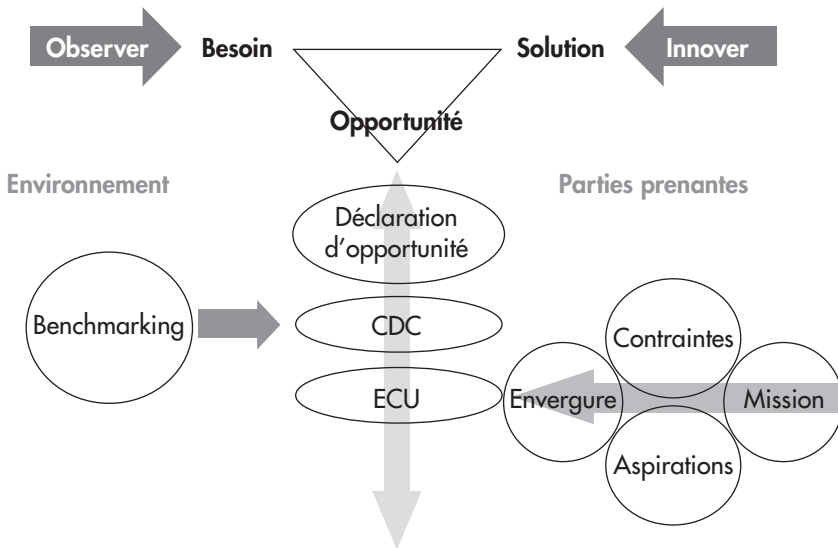 Observer
Besoin
Solution
Innover
Opportunité
Environnement
Parties prenantes
Déclaration
d'opportunité
Benchmarking
CDC
Contraintes
ECU
Envergure
Mission
Aspirations